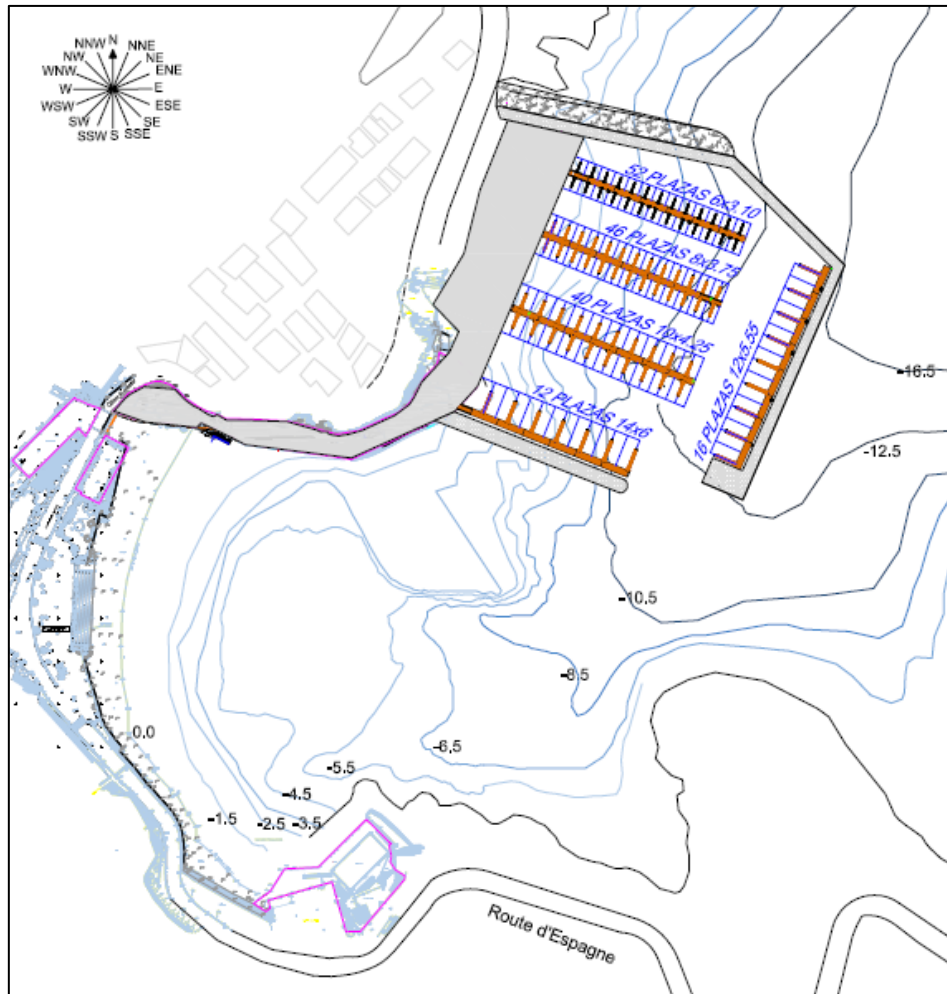 N
NNW
NNE
NW
NE
WNW
ENE
W
E
WSW
ESE
SW
SE
SSW
S
SSE
52 PLAZAS 6x3.10
46 PLAZAS 8x3.75
40 PLAZAS 10x4.25
12 PLAZAS 14x6
16 PLAZAS 12x5.55
-16.5
-12.5
-10.5
-8.5
-6.5
-5.5
-4.5
-3.5
-2.5
-1.5
0.0
Route d'Espagne